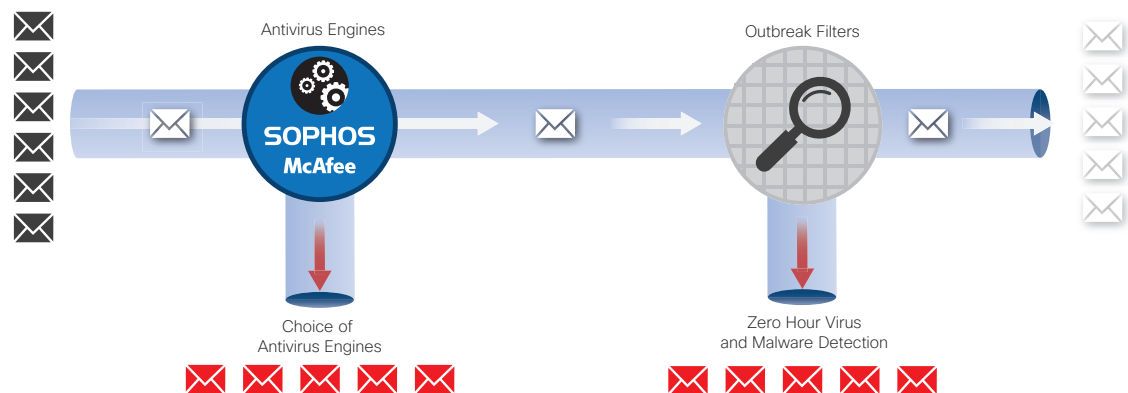 Antivirus Engines
Outbreak Filters
SOPHOS
McAfee
Choice of
Antivirus Engines
Zero Hour Virus
and Malware Detection